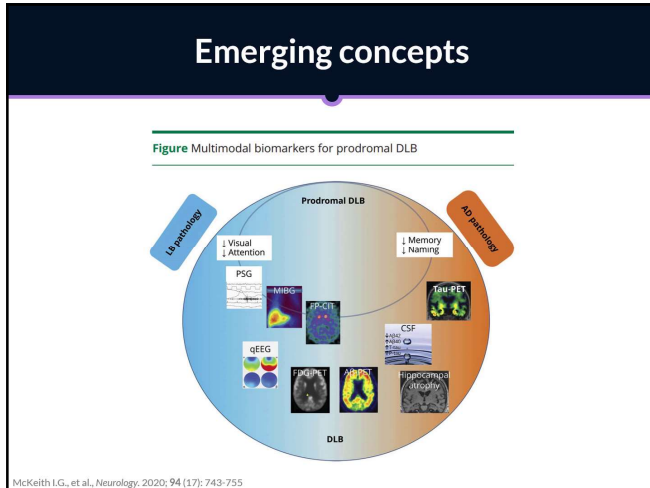 Emerging concepts
Figure Multimodal biomarkers for prodromal DLB
Prodromal DLB
LB pathology
AD pathology
↓ Visual
↓ Attention
↓ Memory
↓ Naming
PSG
MIBG
FP-CIT
Tau-PET
CSF
qEEG
FDG-PET
Aβ-PET
Hippocampal
atrophy
DLB
McKeith I.G., et al., Neurology. 2020; 94 (17): 743-755